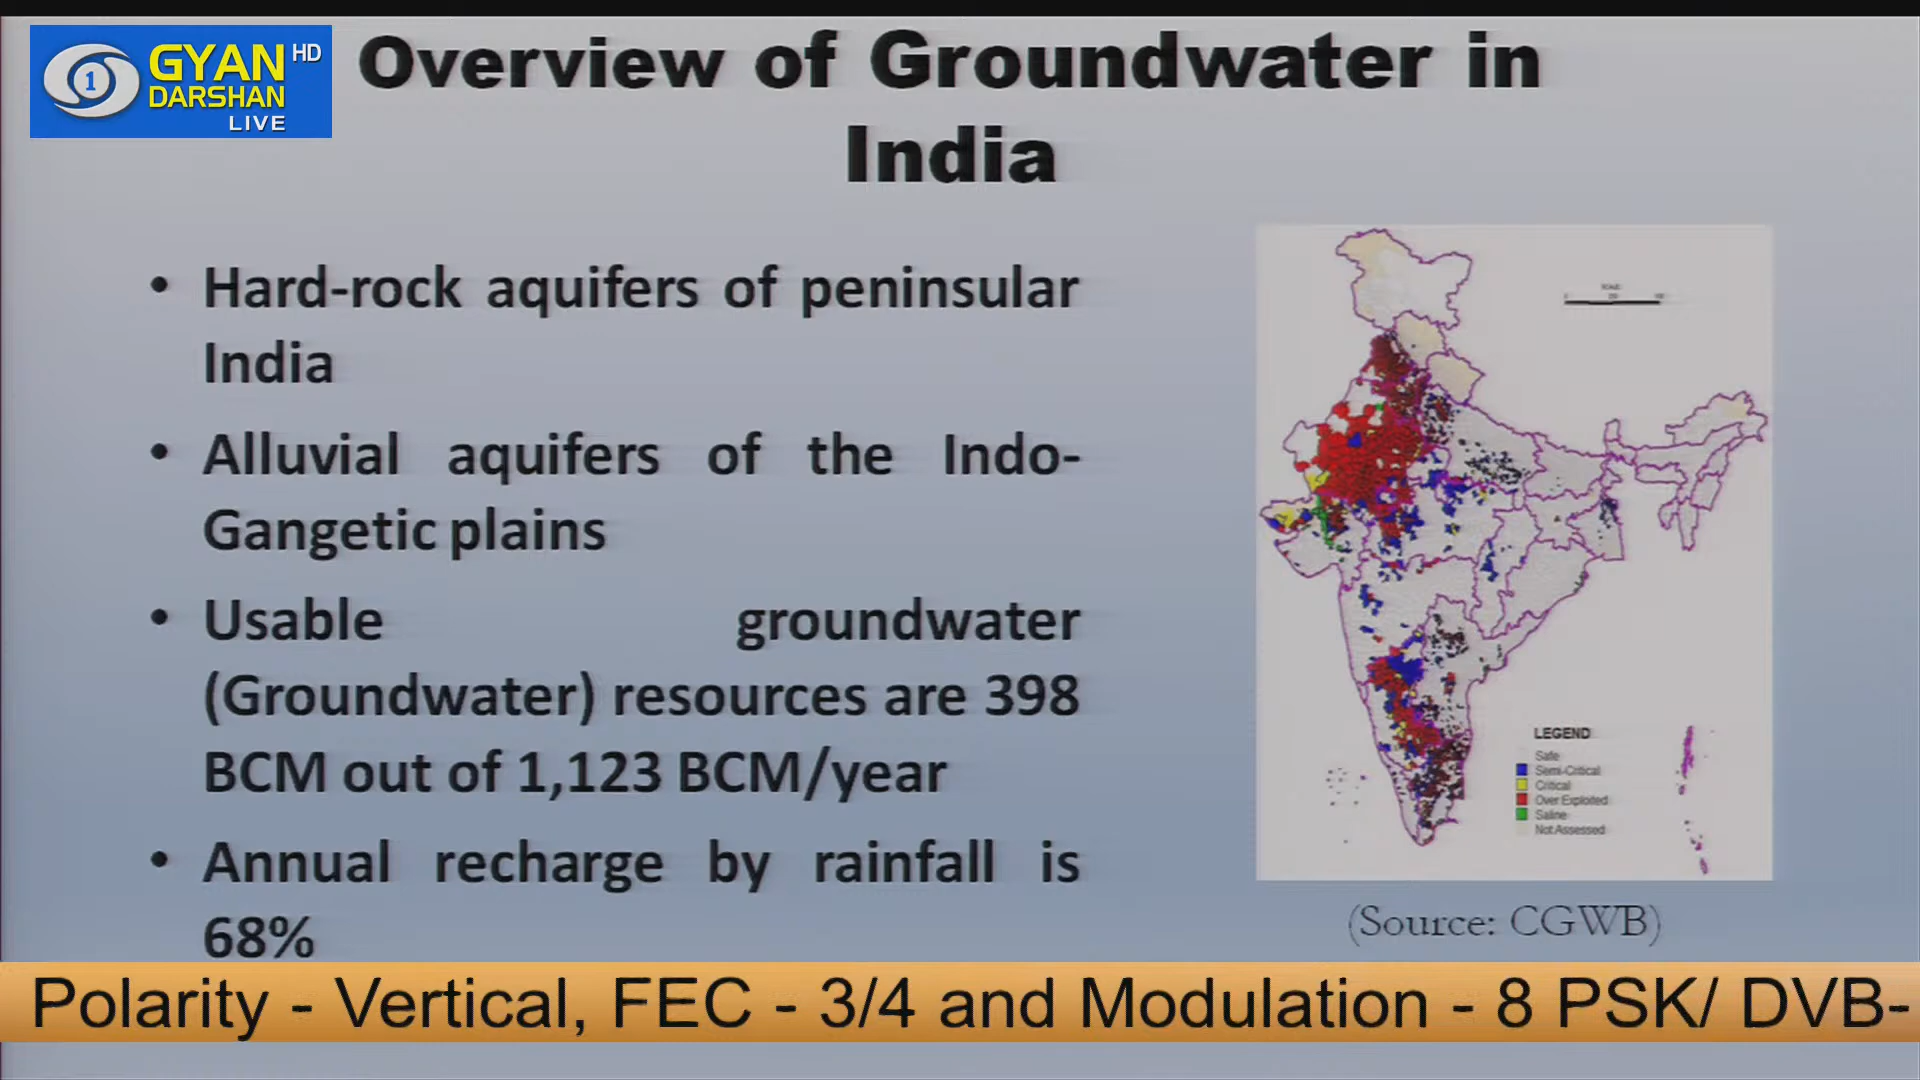 GYAN HD
DARSHAN
LIVE
1
Overview of Groundwater in
India
• Hard-rock aquifers of peninsular
India
• Alluvial aquifers of the Indo-
Gangetic plains
• Usable groundwater
(Groundwater) resources are 398
BCM out of 1,123 BCM/year
• Annual recharge by rainfall is
68%
LEGEND
Safe
Semi-Critical
Critical
Over Exploited
Saline
Not Assessed
(Source: CGWB)
Polarity - Vertical, FEC - 3/4 and Modulation - 8 PSK/ DVB-